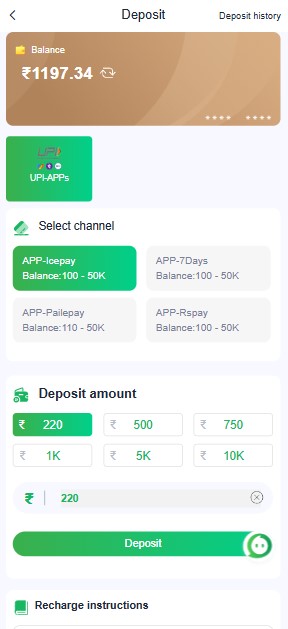 Deposit
Deposit history
Balance
₹1197.34
**** ****
UPI
UPI-APPs
Select channel
APP-Icepay
Balance:100 - 50K
APP-7Days
Balance:100 - 50K
APP-Pailepay
Balance:110 - 50K
APP-Rspay
Balance:100 - 50K
Deposit amount
₹ 220
₹ 500
₹ 750
₹ 1K
₹ 5K
₹ 10K
₹ 220
Deposit
Recharge instructions